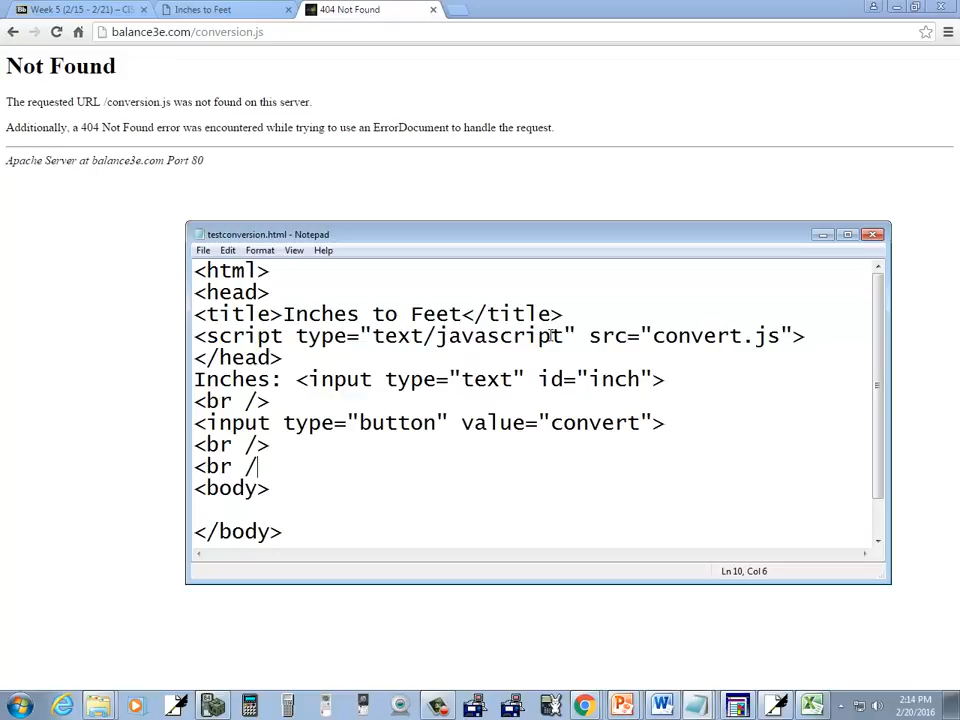 Week 5 (2/15 - 2/21) – CIS
Inches to Feet
404 Not Found
balance3e.com/conversion.js
Not Found
The requested URL /conversion.js was not found on this server.
Additionally, a 404 Not Found error was encountered while trying to use an ErrorDocument to handle the request.
Apache Server at balance3e.com Port 80
testconversion.html - Notepad
File Edit Format View Help
<html>
<head>
<title>Inches to Feet</title>
<script type="text/javascript" src="convert.js">
</head>
Inches: <input type="text" id="inch">
<br />
<input type="button" value="convert">
<br />
<br /
<body>
</body>
Ln 10, Col 6
2:14 PM
2/20/2016